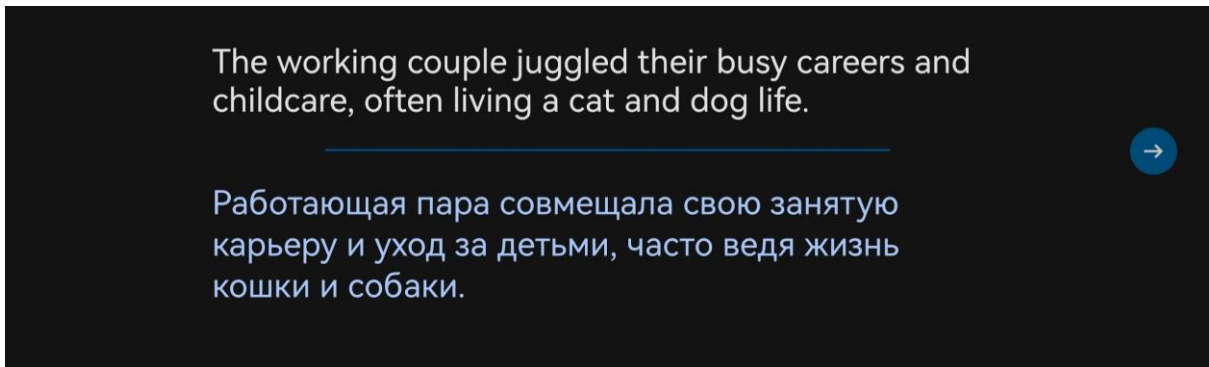 The working couple juggled their busy careers and
childcare, often living a cat and dog life.
Работающая пара совмещала свою занятую
карьеру и уход за детьми, часто ведя жизнь
кошки и собаки.